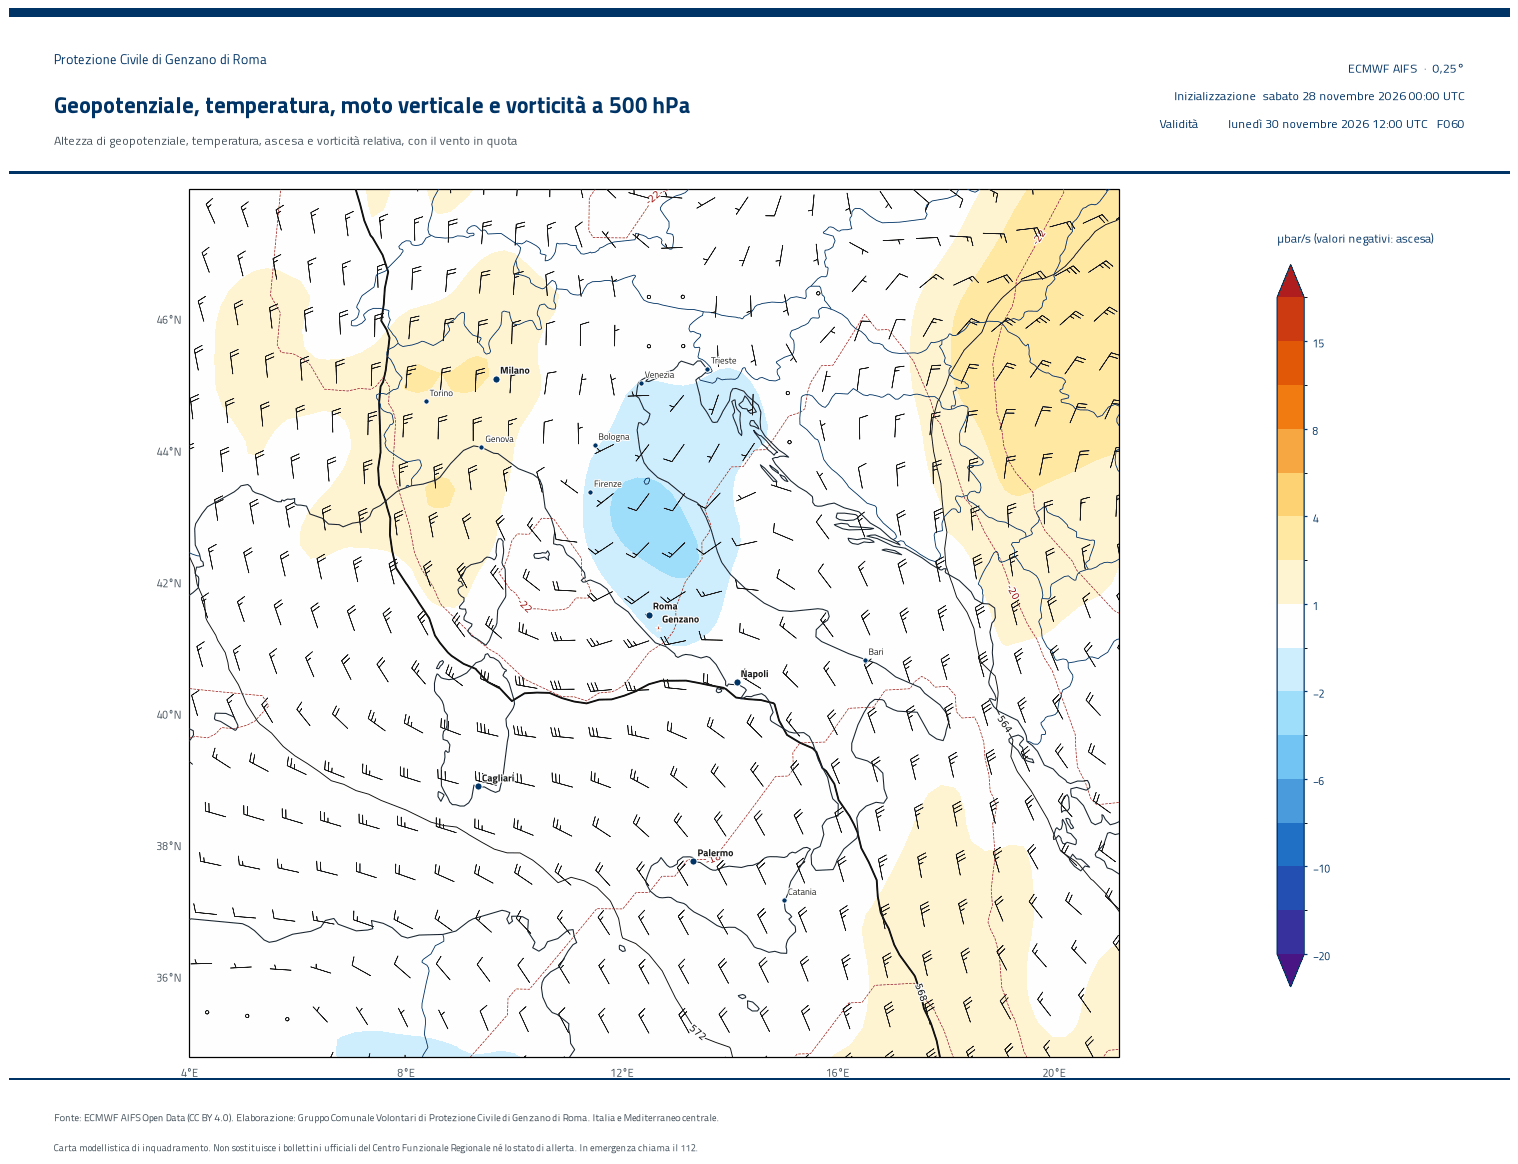 Protezione Civile di Genzano di Roma
Geopotenziale, temperatura, moto verticale e vorticità a 500 hPa
Altezza di geopotenziale, temperatura, ascesa e vorticità relativa, con il vento in quota
ECMWF AIFS · 0,25°
Inizializzazione sabato 28 novembre 2026 00:00 UTC
Validità lunedì 30 novembre 2026 12:00 UTC F060
µbar/s (valori negativi: ascesa)
15
8
4
1
−2
−6
−10
−20
46°N
44°N
42°N
40°N
38°N
36°N
4°E
8°E
12°E
16°E
20°E
Trieste
Venezia
Milano
Torino
Bologna
Genova
Firenze
Roma
Genzano
Bari
Napoli
Cagliari
Palermo
Catania
-22
-22
-20
564
568
572
Fonte: ECMWF AIFS Open Data (CC BY 4.0). Elaborazione: Gruppo Comunale Volontari di Protezione Civile di Genzano di Roma. Italia e Mediterraneo centrale.
Carta modellistica di inquadramento. Non sostituisce i bollettini ufficiali del Centro Funzionale Regionale né lo stato di allerta. In emergenza chiama il 112.